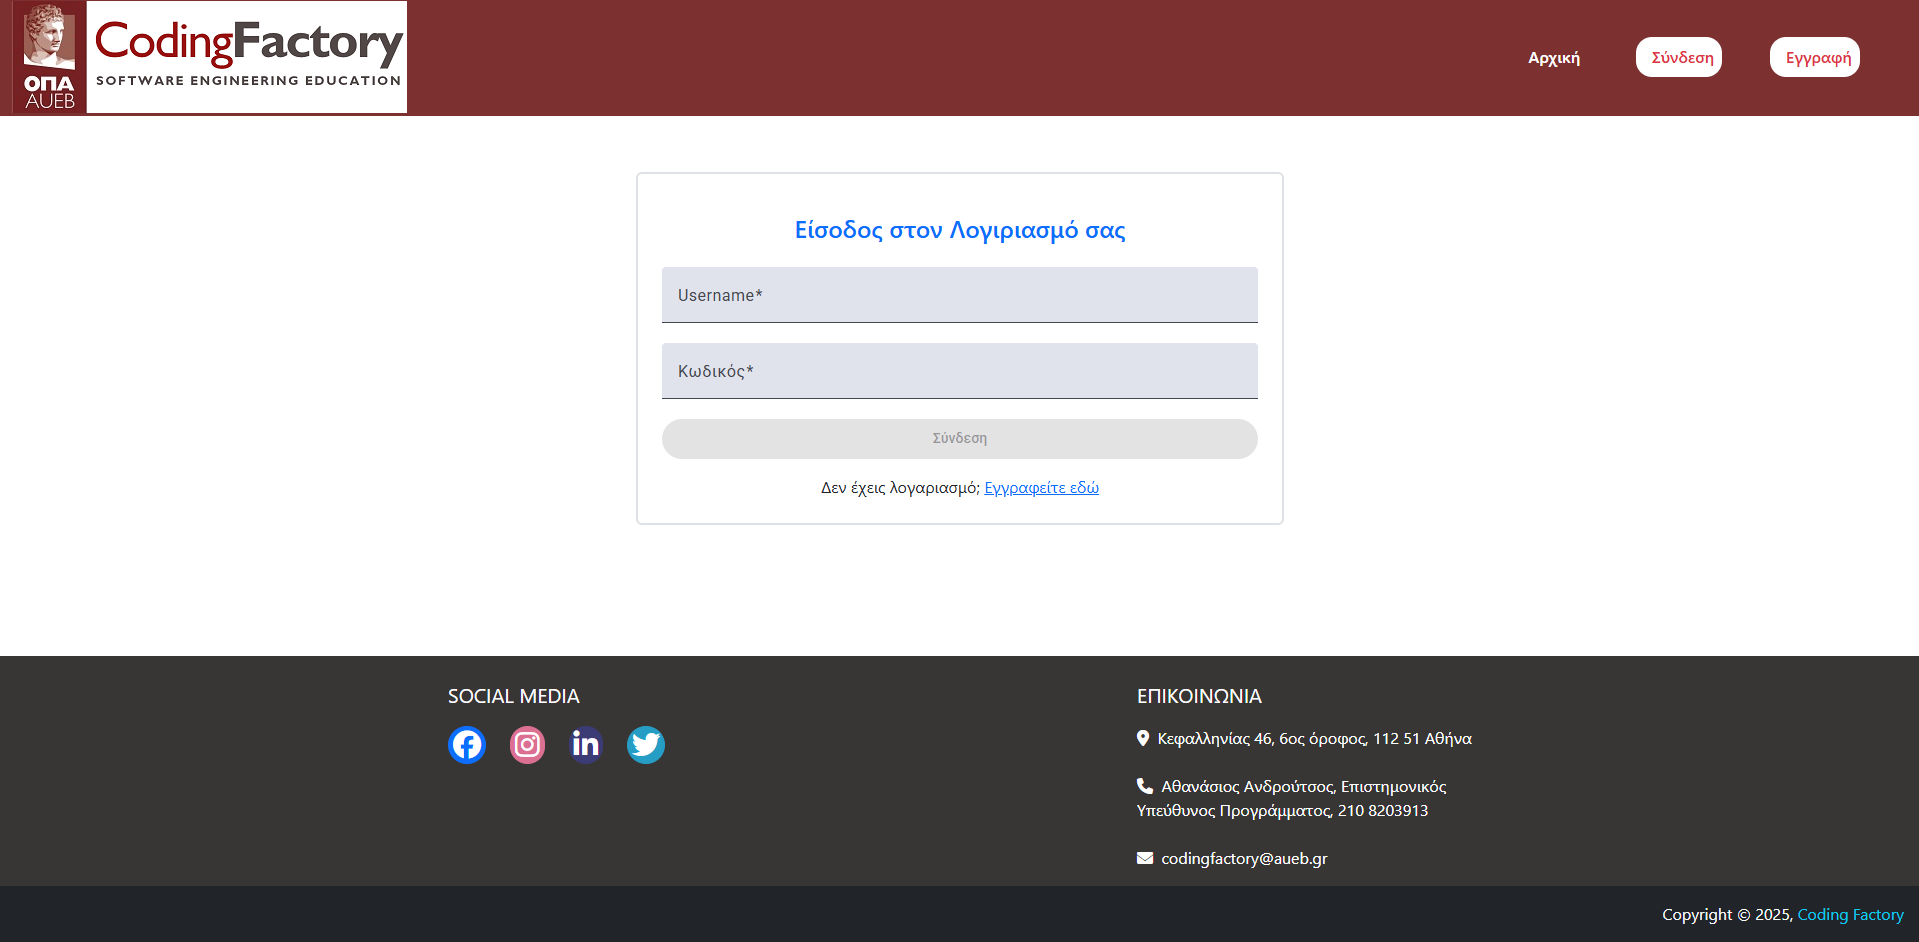 ΟΠΑ
AUEB
CodingFactory
SOFTWARE ENGINEERING EDUCATION
Αρχική
Σύνδεση
Εγγραφή
Είσοδος στον Λογιριασμό σας
Username*
Κωδικός*
Σύνδεση
Δεν έχεις λογαριασμό; Εγγραφείτε εδώ
SOCIAL MEDIA
ΕΠΙΚΟΙΝΩΝΙΑ
Κεφαλληνίας 46, 6ος όροφος, 112 51 Αθήνα
Αθανάσιος Ανδρούτσος, Επιστημονικός
Υπεύθυνος Προγράμματος, 210 8203913
codingfactory@aueb.gr
Copyright © 2025, Coding Factory